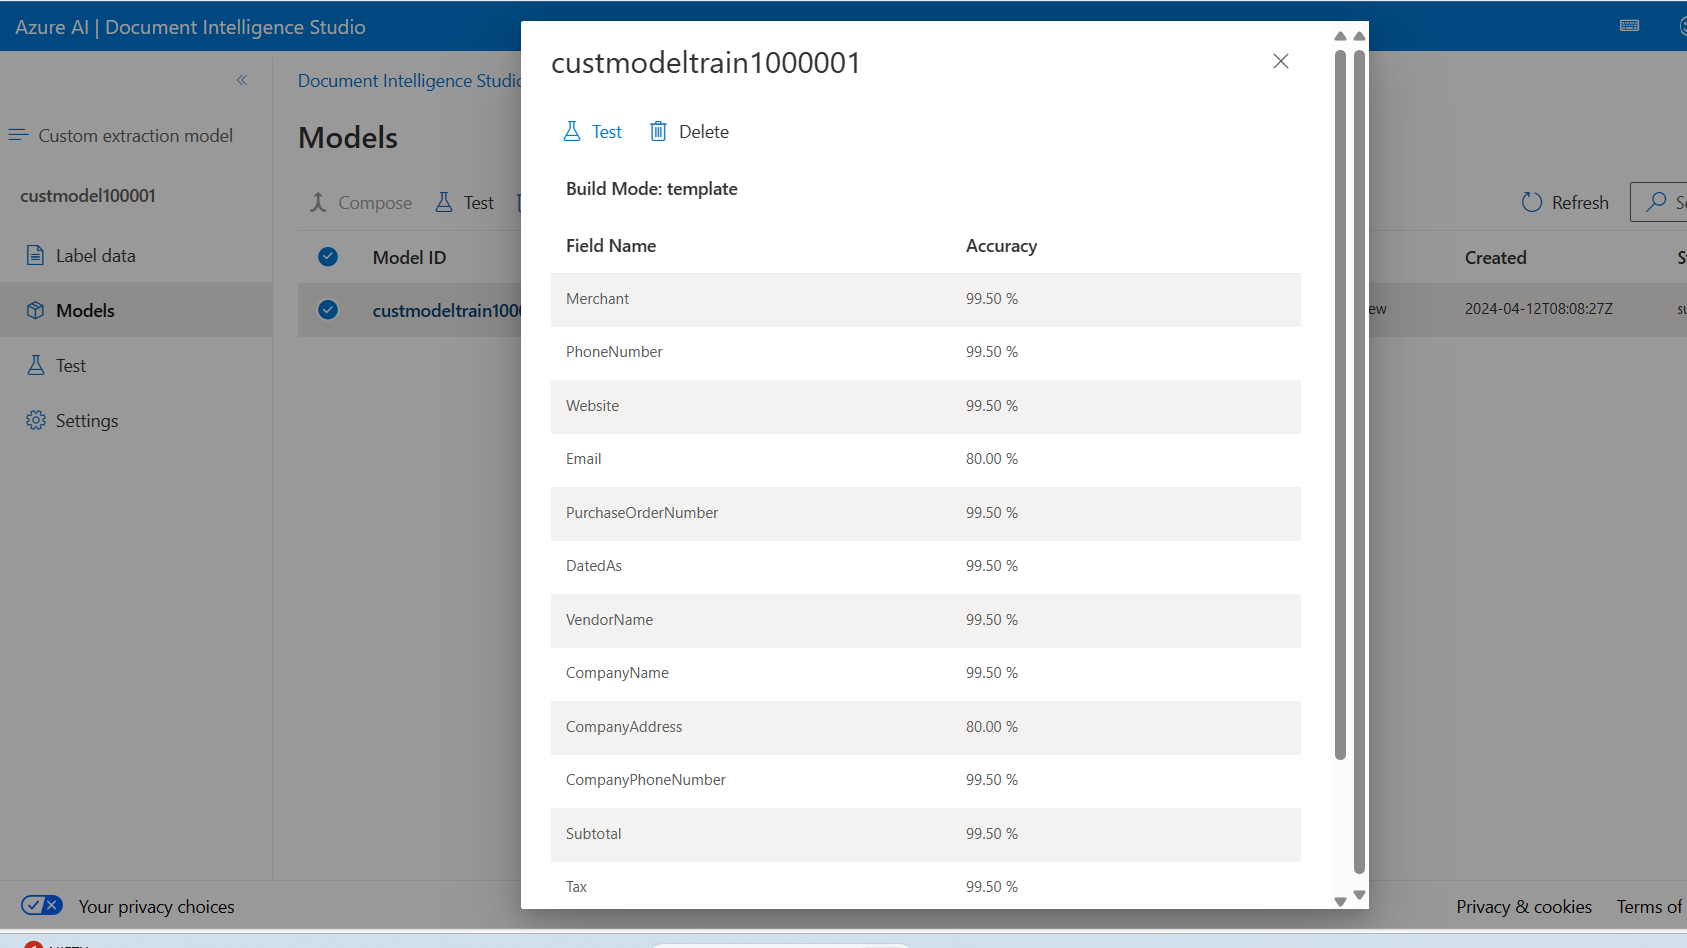 Azure AI | Document Intelligence Studio
Document Intelligence Studio
Custom extraction model
Models
custmodel100001
Compose Test
Refresh
Label data
Model ID
Created
Models
custmodeltrain1000
2024-04-12T08:08:27Z
Test
Settings
custmodeltrain1000001
Test Delete
Build Mode: template
Field Name Accuracy
Merchant 99.50 %
PhoneNumber 99.50 %
Website 99.50 %
Email 80.00 %
PurchaseOrderNumber 99.50 %
DatedAs 99.50 %
VendorName 99.50 %
CompanyName 99.50 %
CompanyAddress 80.00 %
CompanyPhoneNumber 99.50 %
Subtotal 99.50 %
Tax 99.50 %
Your privacy choices
Privacy & cookies
Terms of